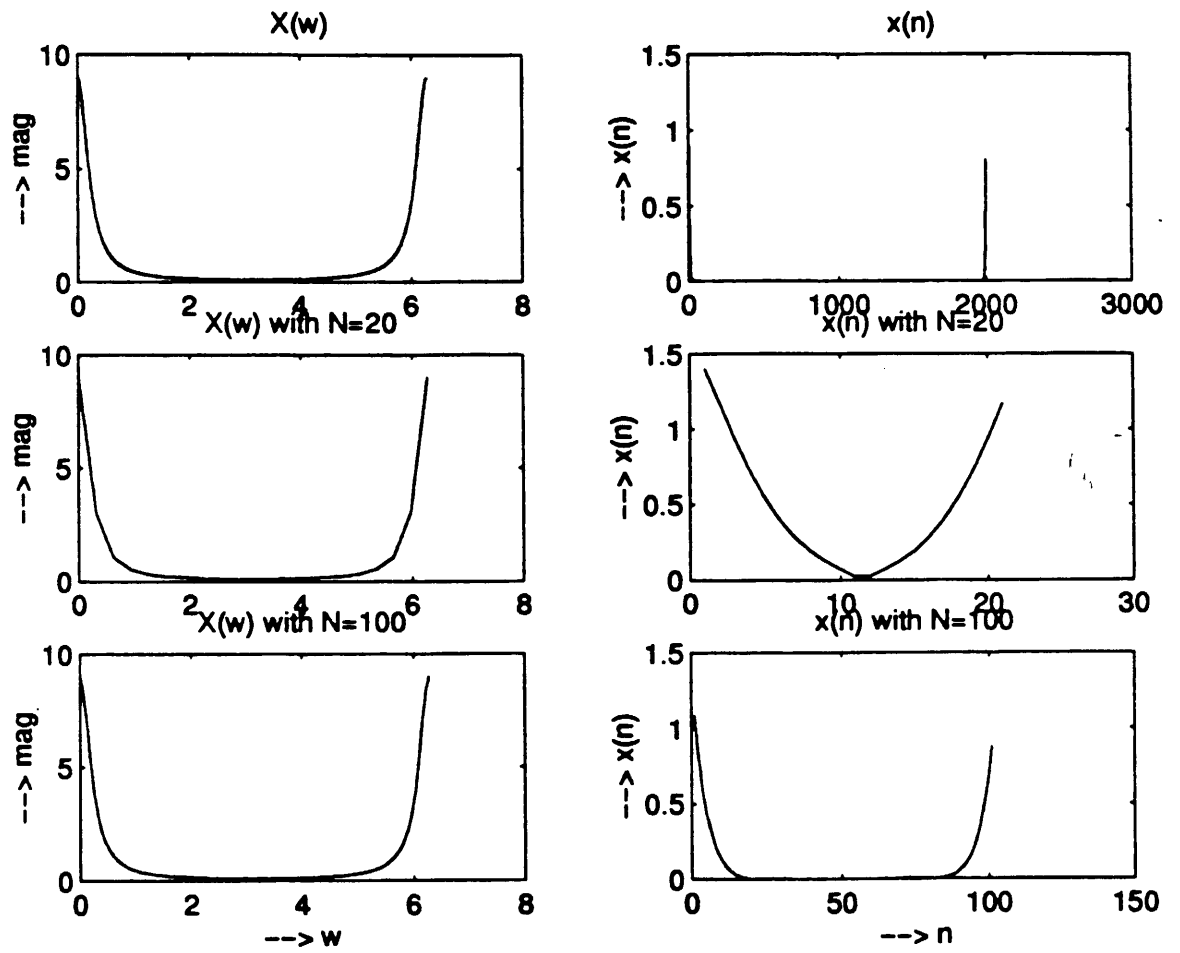 X(w)
10
5
0
---> mag
0 2 4 6 8
x(n)
1.5
1
0.5
0
---> x(n)
0 1000 2000 3000
X(w) with N=20
10
5
0
---> mag
0 2 4 6 8
x(n) with N=20
1.5
1
0.5
0
---> x(n)
0 10 20 30
X(w) with N=100
10
5
0
---> mag
0 2 4 6 8
---> w
x(n) with N=100
1.5
1
0.5
0
---> x(n)
0 50 100 150
---> n